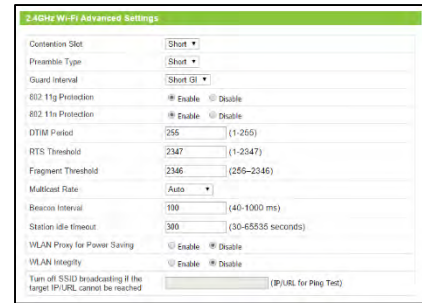 2.4GHz Wi-Fi Advanced Settings
Contention Slot Short
Preamble Type Short
Guard Interval Short GI
802.11g Protection Enable Disable
802.11n Protection Enable Disable
DTIM Period 255 (1-255)
RTS Threshold 2347 (1-2347)
Fragment Threshold 2346 (256–2346)
Multicast Rate Auto
Beacon Interval 100 (40-1000 ms)
Station idle timeout 300 (30-65535 seconds)
WLAN Proxy for Power Saving Enable Disable
WLAN Integrity Enable Disable
Turn off SSID broadcasting if the
target IP/URL cannot be reached (IP/URL for Ping Test)